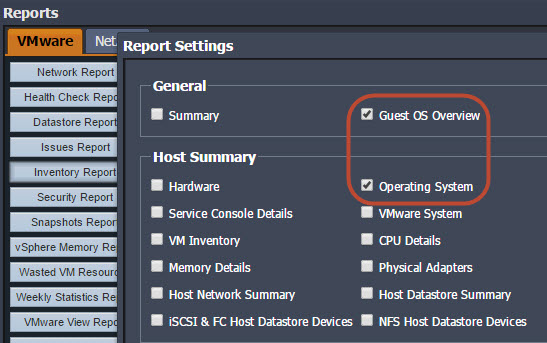 Reports
VMware
Net
Report Settings
Network Report
Health Check Repo
Datastore Report
Issues Report
Inventory Report
Security Report
Snapshots Report
vSphere Memory Re
Wasted VM Resourc
Weekly Statistics Re
VMware View Report
General
Summary
Guest OS Overview
Host Summary
Hardware
Operating System
Service Console Details
VMware System
VM Inventory
CPU Details
Memory Details
Physical Adapters
Host Network Summary
Host Datastore Summary
iSCSI & FC Host Datastore Devices
NFS Host Datastore Devices